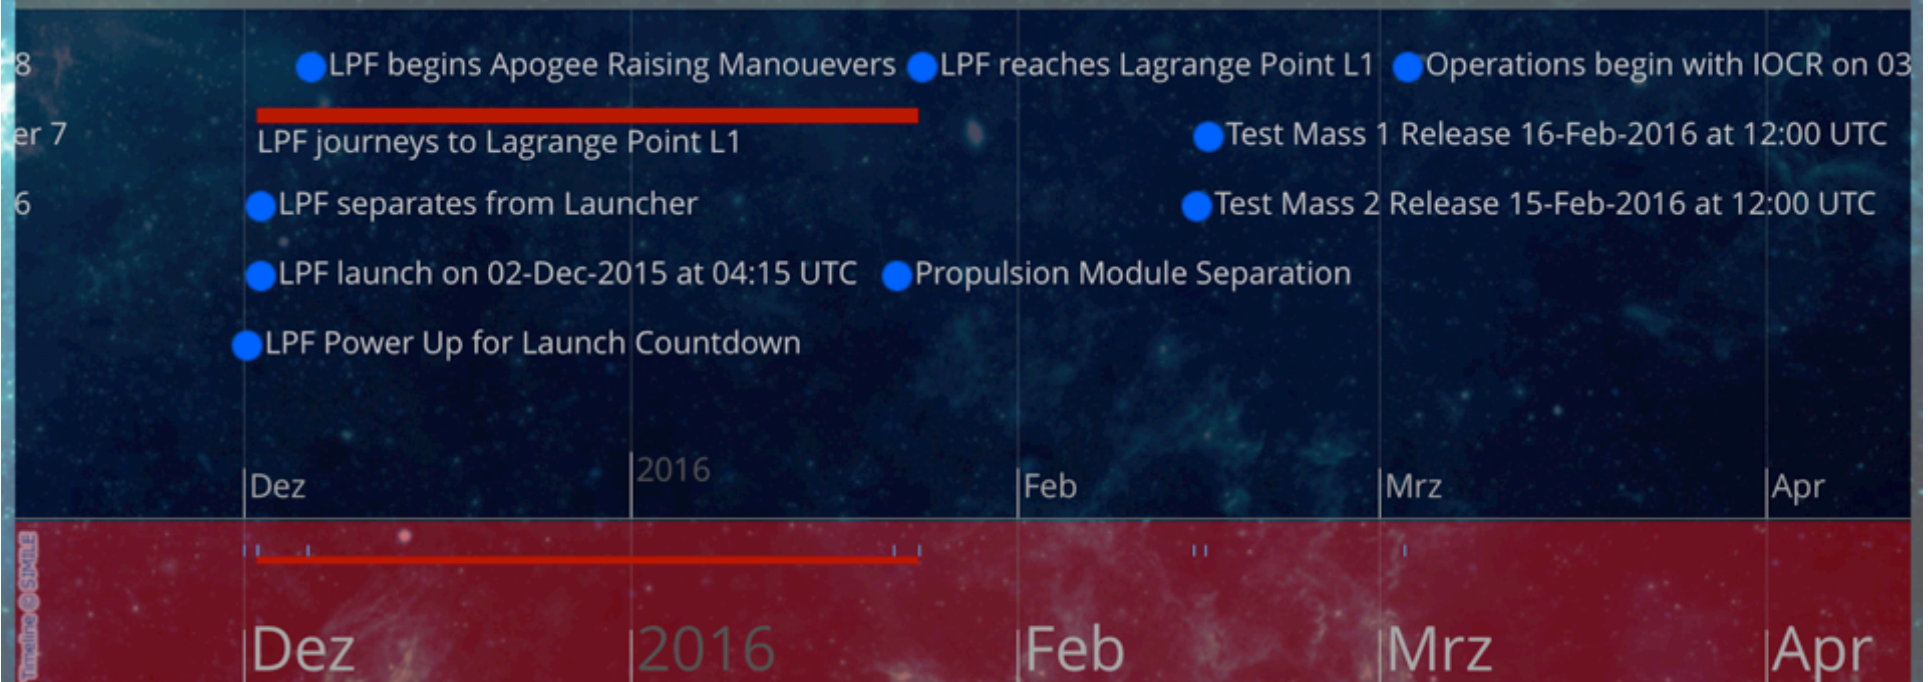 8
LPF begins Apogee Raising Manouevers
LPF reaches Lagrange Point L1
Operations begin with IOCR on 03
er 7
LPF journeys to Lagrange Point L1
Test Mass 1 Release 16-Feb-2016 at 12:00 UTC
6
LPF separates from Launcher
Test Mass 2 Release 15-Feb-2016 at 12:00 UTC
LPF launch on 02-Dec-2015 at 04:15 UTC
Propulsion Module Separation
LPF Power Up for Launch Countdown
Dez
2016
Feb
Mrz
Apr
Timeline © SIMILE
Dez
2016
Feb
Mrz
Apr